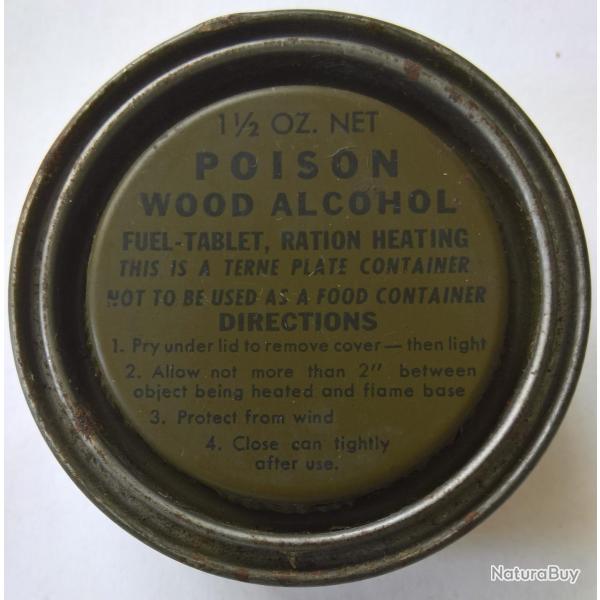 1 ½ OZ. NET
POISON
WOOD ALCOHOL
FUEL-TABLET, RATION HEATING
THIS IS A TERNE PLATE CONTAINER
NOT TO BE USED AS A FOOD CONTAINER
DIRECTIONS
1. Pry under lid to remove cover — then light
2. Allow not more than 2" between
object being heated and flame base
3. Protect from wind
4. Close can tightly
after use.
NaturaBuy